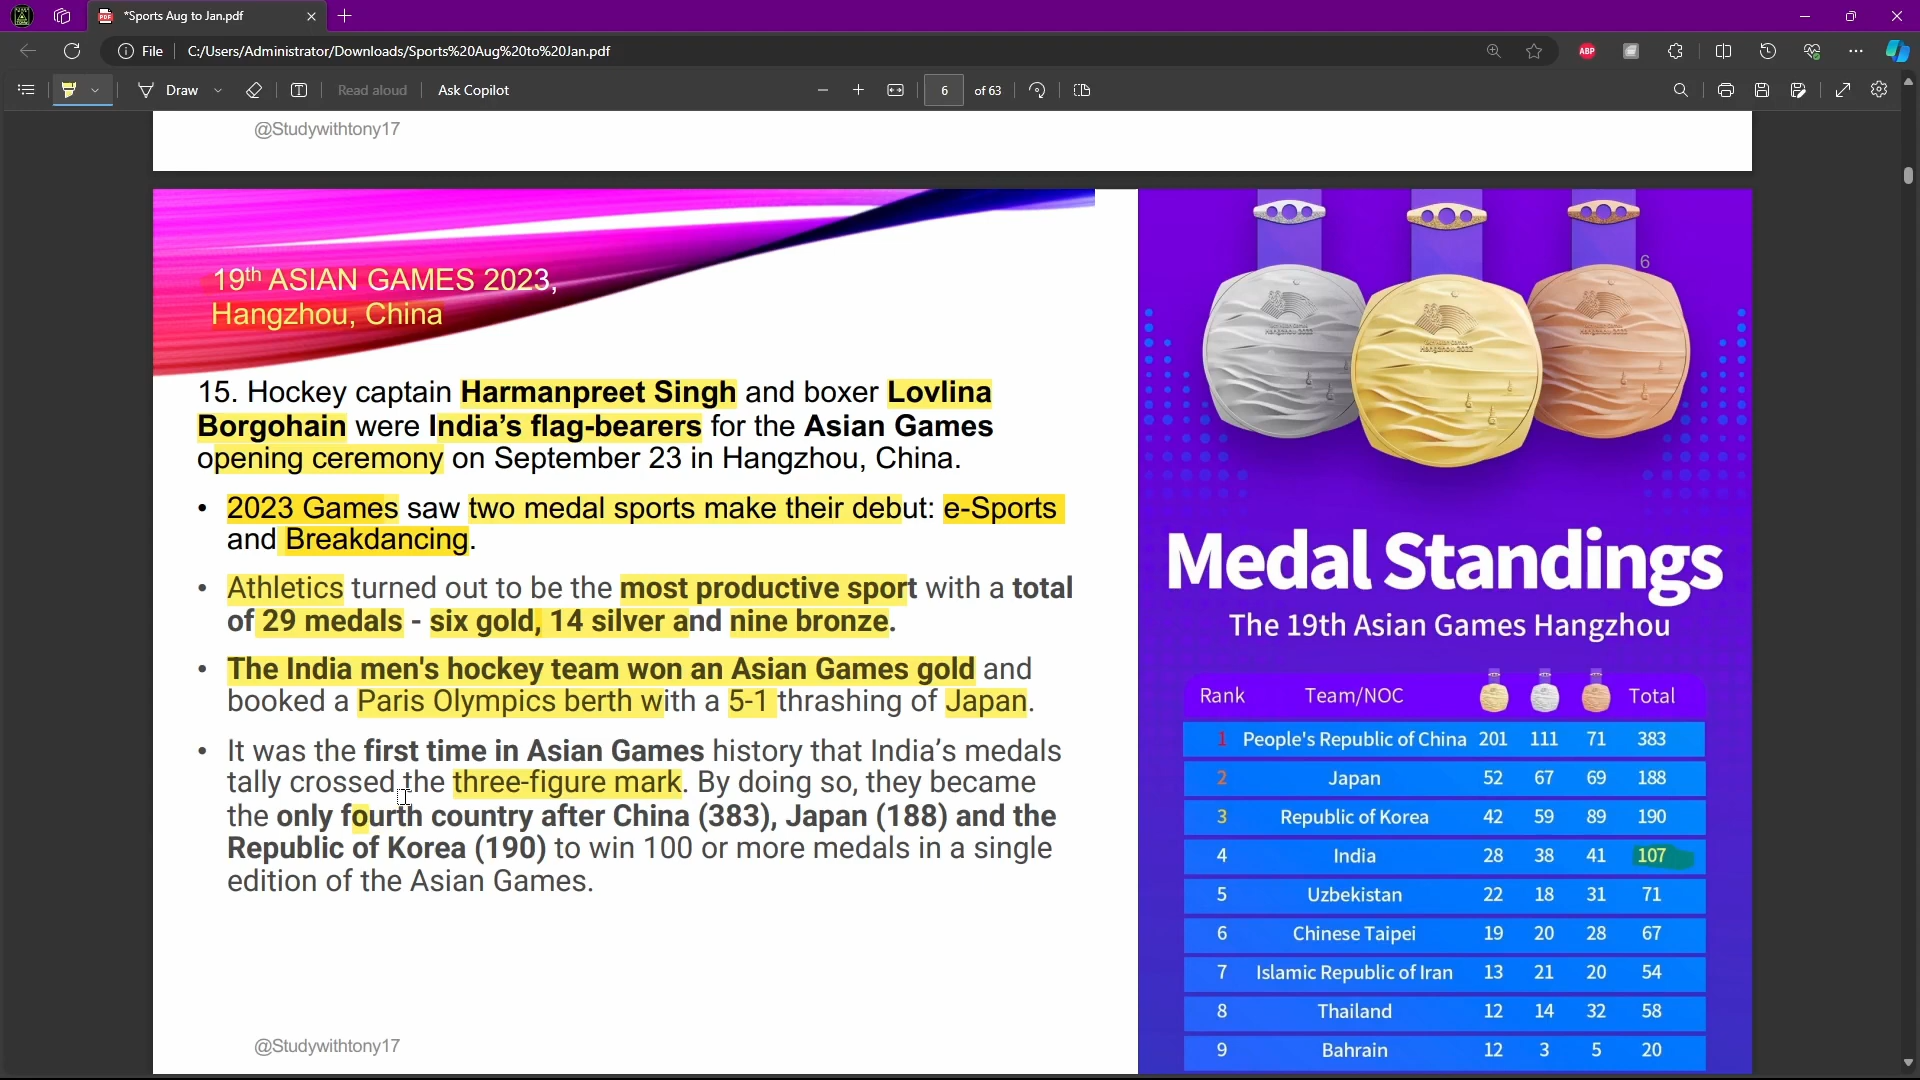 *Sports Aug to Jan.pdf
File
C:/Users/Administrator/Downloads/Sports%20Aug%20to%20Jan.pdf
ABP
Draw
Read aloud
Ask Copilot
6
of 63
@Studywithtony17
19th ASIAN GAMES 2023,
Hangzhou, China
15. Hockey captain Harmanpreet Singh and boxer Lovlina
Borgohain were India’s flag-bearers for the Asian Games
opening ceremony on September 23 in Hangzhou, China.
• 2023 Games saw two medal sports make their debut: e-Sports
and Breakdancing.
• Athletics turned out to be the most productive sport with a total
of 29 medals - six gold, 14 silver and nine bronze.
• The India men's hockey team won an Asian Games gold and
booked a Paris Olympics berth with a 5-1 thrashing of Japan.
• It was the first time in Asian Games history that India’s medals
tally crossed the three-figure mark. By doing so, they became
the only fourth country after China (383), Japan (188) and the
Republic of Korea (190) to win 100 or more medals in a single
edition of the Asian Games.
@Studywithtony17
6
Hangzhou 2022
Medal Standings
The 19th Asian Games Hangzhou
Rank Team/NOC Total
1 People's Republic of China 201 111 71 383
2 Japan 52 67 69 188
3 Republic of Korea 42 59 89 190
4 India 28 38 41 107
5 Uzbekistan 22 18 31 71
6 Chinese Taipei 19 20 28 67
7 Islamic Republic of Iran 13 21 20 54
8 Thailand 12 14 32 58
9 Bahrain 12 3 5 20